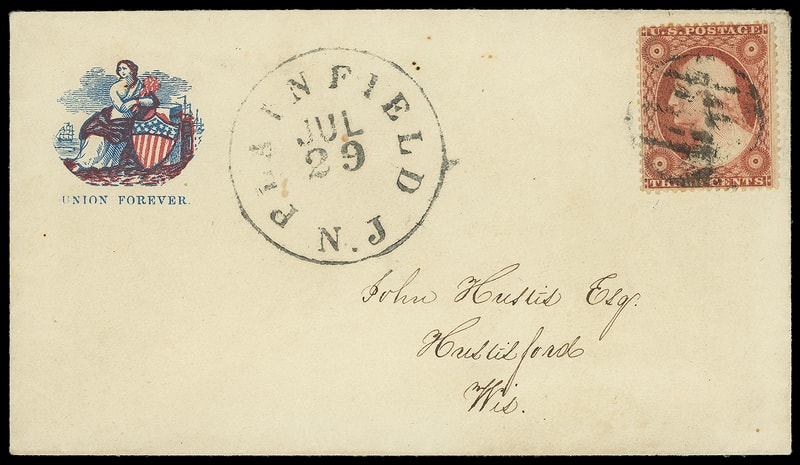 UNION FOREVER.
PLAINFIELD N.J
JUL
29
U.S. POSTAGE
THREE CENTS
John Hustis Esq.
Hustisford
Wis.